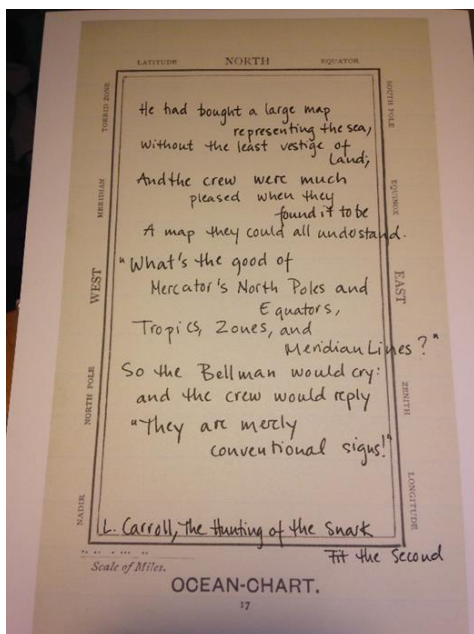 LATITUDE NORTH EQUATOR
TORRID ZONE
MERIDIAN
WEST
NORTH POLE
NADIR
SOUTH POLE
EQUINOX
EAST
ZENITH
LONGITUDE
He had bought a large map
representing the sea,
Without the least vestige of
Land;
And the crew were much
pleased when they
found it to be
A map they could all understand.
"What's the good of
Mercator's North Poles and
Equators,
Tropics, Zones, and
Meridian Lines?"
So the Bellman would cry:
and the crew would reply
"They are merely
conventional signs!"
L. Carroll, The Hunting of the Snark
Fit the Second
Scale of Miles.
OCEAN-CHART.
17